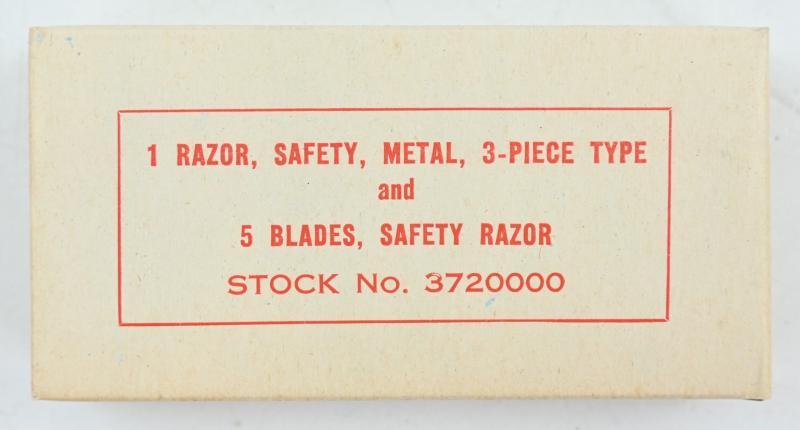 1 RAZOR, SAFETY, METAL, 3-PIECE TYPE
and
5 BLADES, SAFETY RAZOR
STOCK No. 3720000